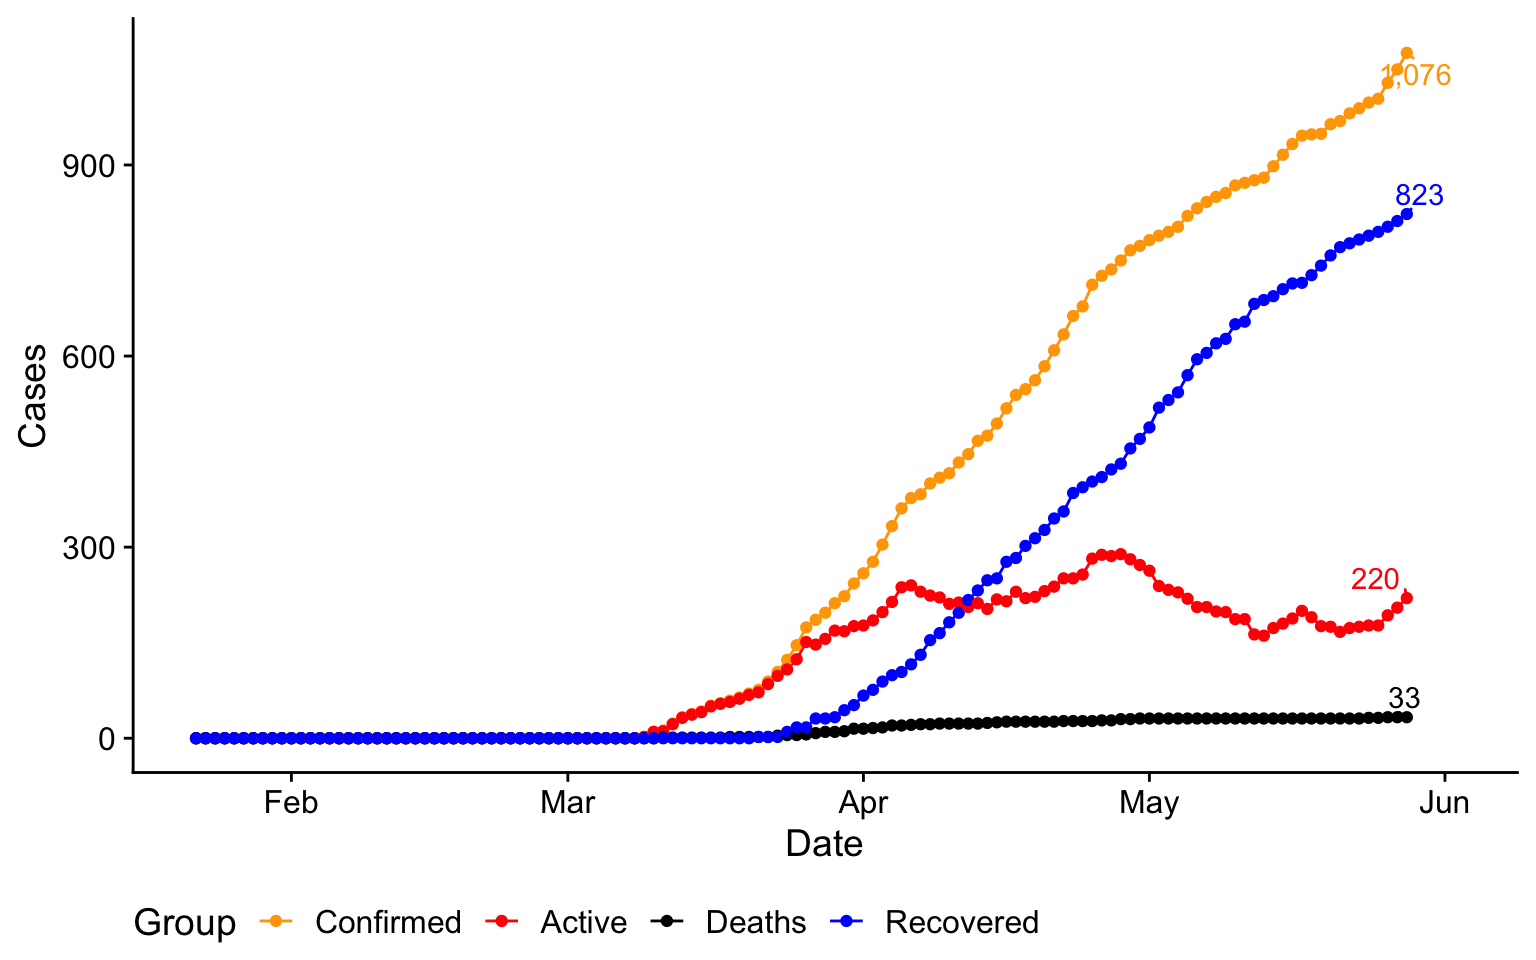 1,076
900
823
Cases
600
300
220
33
0
Feb Mar Apr May Jun
Date
Group Confirmed Active Deaths Recovered